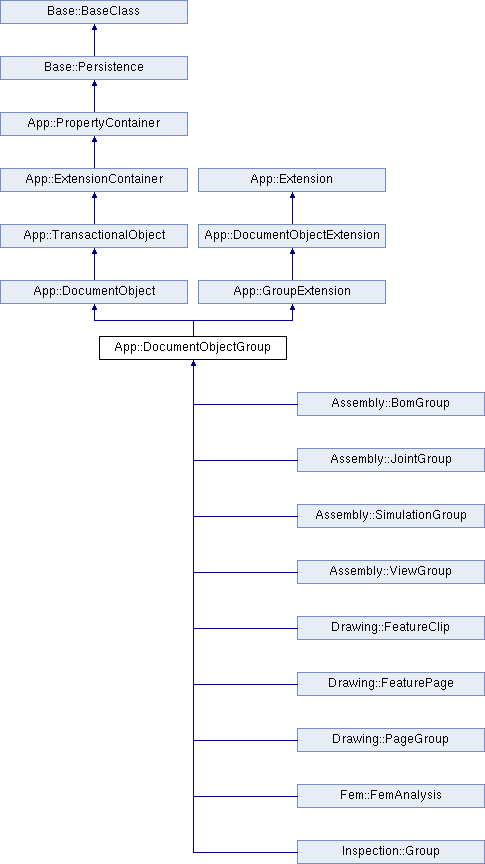 Base::BaseClass
Base::Persistence
App::PropertyContainer
App::ExtensionContainer
App::Extension
App::TransactionalObject
App::DocumentObjectExtension
App::DocumentObject
App::GroupExtension
App::DocumentObjectGroup
Assembly::BomGroup
Assembly::JointGroup
Assembly::SimulationGroup
Assembly::ViewGroup
Drawing::FeatureClip
Drawing::FeaturePage
Drawing::PageGroup
Fem::FemAnalysis
Inspection::Group